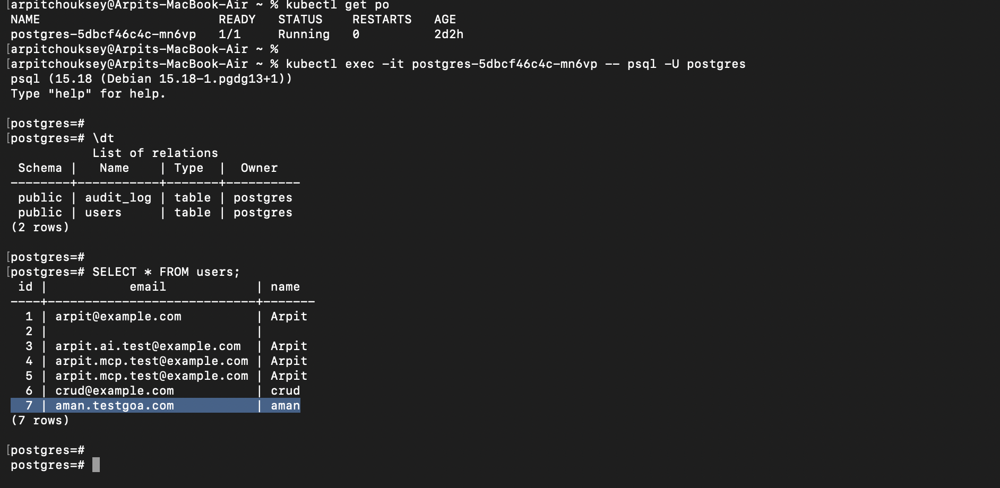 [arpitchouksey@Arpits-MacBook-Air ~ % kubectl get po
NAME                        READY   STATUS    RESTARTS   AGE
postgres-5dbcf46c4c-mn6vp   1/1     Running   0          2d2h
[arpitchouksey@Arpits-MacBook-Air ~ %
[arpitchouksey@Arpits-MacBook-Air ~ % kubectl exec -it postgres-5dbcf46c4c-mn6vp -- psql -U postgres
psql (15.18 (Debian 15.18-1.pgdg13+1))
Type "help" for help.
[postgres=#
[postgres=# \dt
           List of relations
 Schema |   Name    | Type  |  Owner
--------+-----------+-------+----------
 public | audit_log | table | postgres
 public | users     | table | postgres
(2 rows)
[postgres=#
[postgres=# SELECT * FROM users;
 id |           email            | name
----+----------------------------+-------
  1 | arpit@example.com          | Arpit
  2 |                            |
  3 | arpit.ai.test@example.com  | Arpit
  4 | arpit.mcp.test@example.com | Arpit
  5 | arpit.mcp.test@example.com | Arpit
  6 | crud@example.com           | crud
  7 | aman.testgoa.com           | aman
(7 rows)
[postgres=#
postgres=#